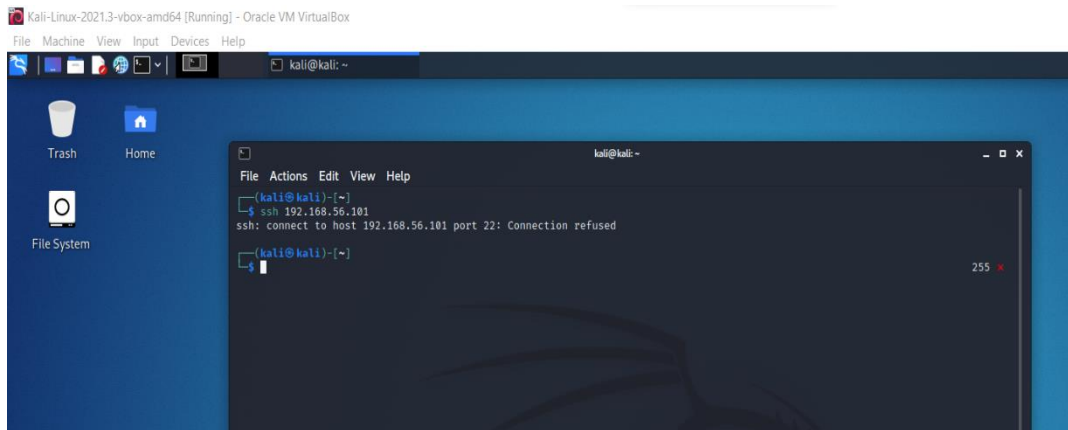 Kali-Linux-2021.3-vbox-amd64 [Running] - Oracle VM VirtualBox
File Machine View Input Devices Help
kali@kali: ~
Trash
Home
File System
kali@kali: ~
File Actions Edit View Help
(kali㉿kali)-[~]
$ ssh 192.168.56.101
ssh: connect to host 192.168.56.101 port 22: Connection refused
(kali㉿kali)-[~]
$
255 ⨯